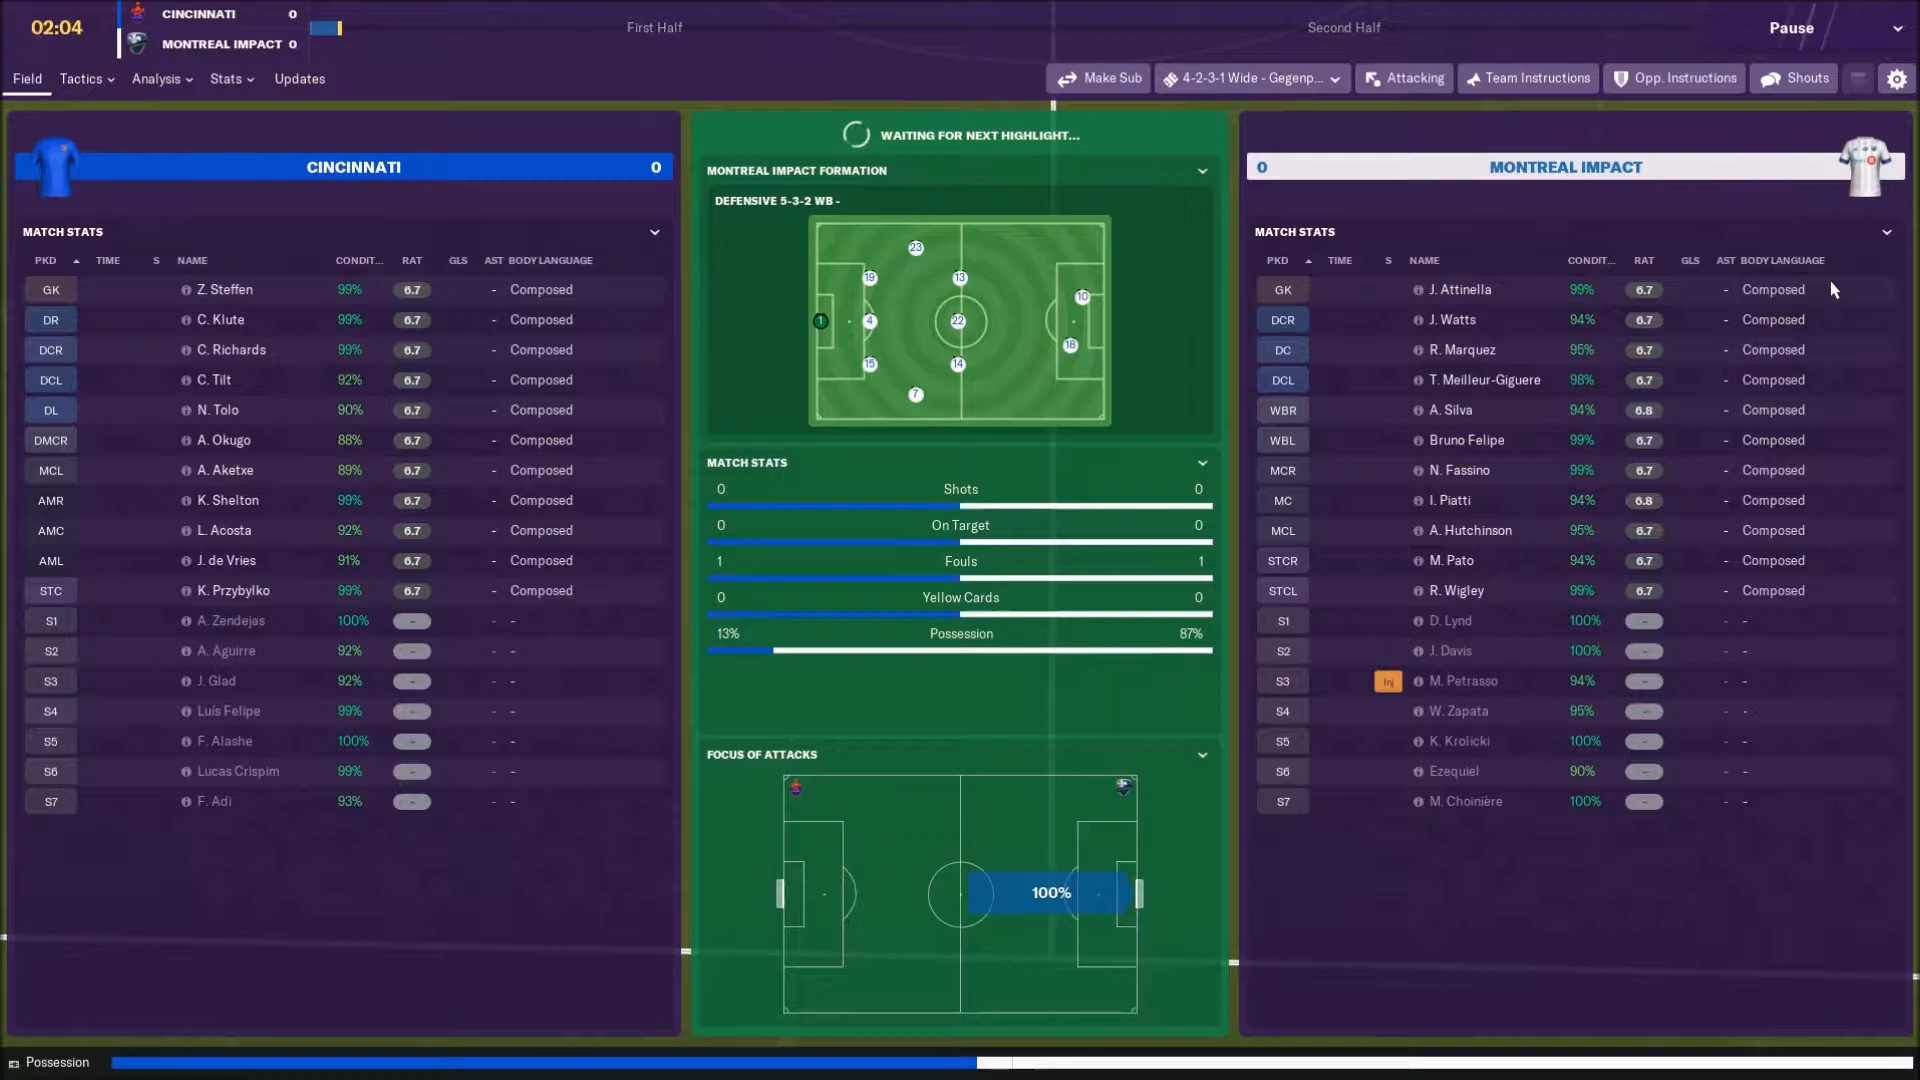 02:04
CINCINNATI 0
MONTREAL IMPACT 0
First Half
Second Half
Pause
Field Tactics Analysis Stats Updates
Make Sub 4-2-3-1 Wide - Gegenp... Attacking Team Instructions Opp. Instructions Shouts
CINCINNATI 0
MATCH STATS
PKD TIME S NAME CONDIT... RAT GLS AST BODY LANGUAGE
GK Z. Steffen 99% 6.7 - Composed
DR C. Klute 99% 6.7 - Composed
DCR C. Richards 99% 6.7 - Composed
DCL C. Tilt 92% 6.7 - Composed
DL N. Tolo 90% 6.7 - Composed
DMCR A. Okugo 88% 6.7 - Composed
MCL A. Aketxe 89% 6.7 - Composed
AMR K. Shelton 99% 6.7 - Composed
AMC L. Acosta 92% 6.7 - Composed
AML J. de Vries 91% 6.7 - Composed
STC K. Przybylko 99% 6.7 - Composed
S1 A. Zendejas 100% - - -
S2 A. Aguirre 92% - - -
S3 J. Glad 92% - - -
S4 Luís Felipe 99% - - -
S5 F. Alashe 100% - - -
S6 Lucas Crispim 99% - - -
S7 F. Adi 93% - - -
WAITING FOR NEXT HIGHLIGHT...
MONTREAL IMPACT FORMATION
DEFENSIVE 5-3-2 WB -
23
19 13
10
1 4 22
18
15 14
7
MATCH STATS
0 Shots 0
0 On Target 0
1 Fouls 1
0 Yellow Cards 0
13% Possession 87%
FOCUS OF ATTACKS
100%
0 MONTREAL IMPACT
MATCH STATS
PKD TIME S NAME CONDIT... RAT GLS AST BODY LANGUAGE
GK J. Attinella 99% 6.7 - Composed
DCR J. Watts 94% 6.7 - Composed
DC R. Marquez 95% 6.7 - Composed
DCL T. Meilleur-Giguere 98% 6.7 - Composed
WBR A. Silva 94% 6.8 - Composed
WBL Bruno Felipe 99% 6.7 - Composed
MCR N. Fassino 99% 6.7 - Composed
MC I. Piatti 94% 6.8 - Composed
MCL A. Hutchinson 95% 6.7 - Composed
STCR M. Pato 94% 6.7 - Composed
STCL R. Wigley 99% 6.7 - Composed
S1 D. Lynd 100% - - -
S2 J. Davis 100% - - -
S3 Inj M. Petrasso 94% - - -
S4 W. Zapata 95% - - -
S5 K. Krolicki 100% - - -
S6 Ezequiel 90% - - -
S7 M. Choinière 100% - - -
Possession